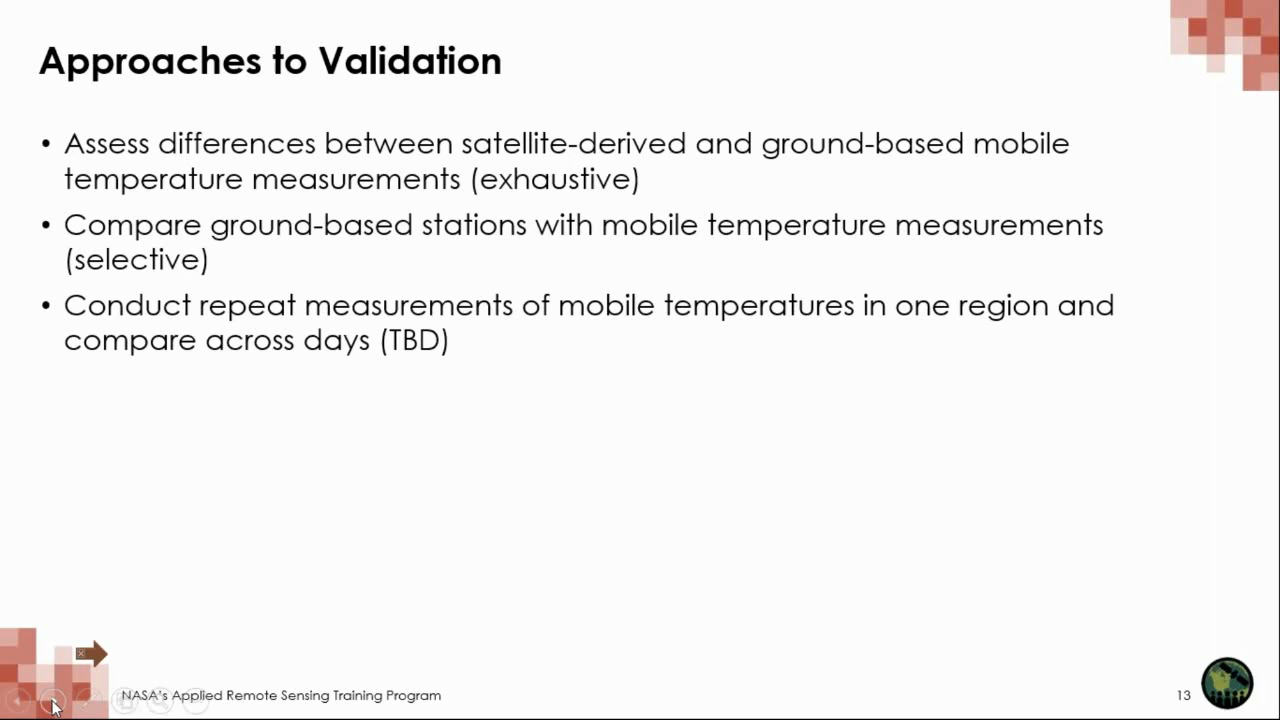 Approaches to Validation
• Assess differences between satellite-derived and ground-based mobile
temperature measurements (exhaustive)
• Compare ground-based stations with mobile temperature measurements
(selective)
• Conduct repeat measurements of mobile temperatures in one region and
compare across days (TBD)
NASA's Applied Remote Sensing Training Program
13